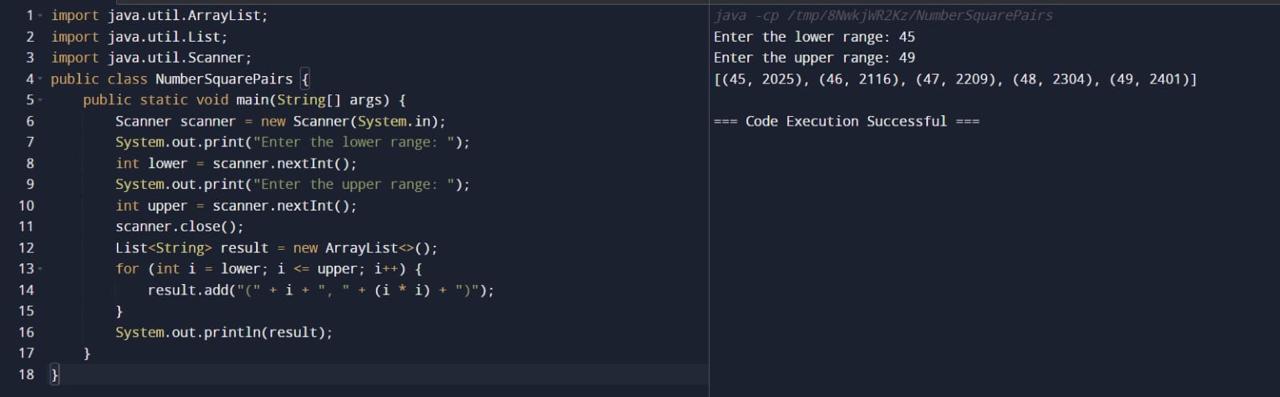 1 import java.util.ArrayList;
2 import java.util.List;
3 import java.util.Scanner;
4 public class NumberSquarePairs {
5     public static void main(String[] args) {
6         Scanner scanner = new Scanner(System.in);
7         System.out.print("Enter the lower range: ");
8         int lower = scanner.nextInt();
9         System.out.print("Enter the upper range: ");
10         int upper = scanner.nextInt();
11         scanner.close();
12         List<String> result = new ArrayList<>();
13         for (int i = lower; i <= upper; i++) {
14             result.add("(" + i + ", " + (i * i) + ")");
15         }
16         System.out.println(result);
17     }
18 }
java -cp /tmp/8NwkjWR2Kz/NumberSquarePairs
Enter the lower range: 45
Enter the upper range: 49
[(45, 2025), (46, 2116), (47, 2209), (48, 2304), (49, 2401)]
=== Code Execution Successful ===